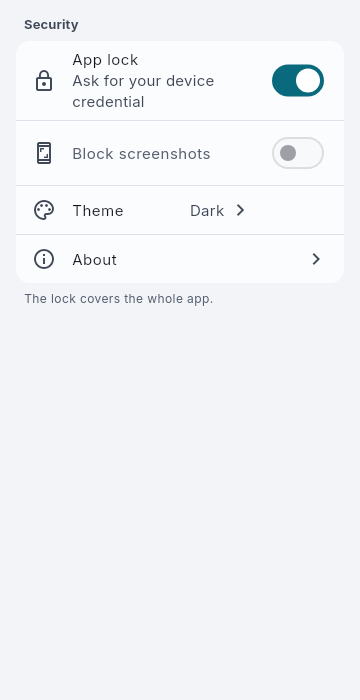 Security
App lock
Ask for your device
credential
Block screenshots
Theme Dark
About
The lock covers the whole app.